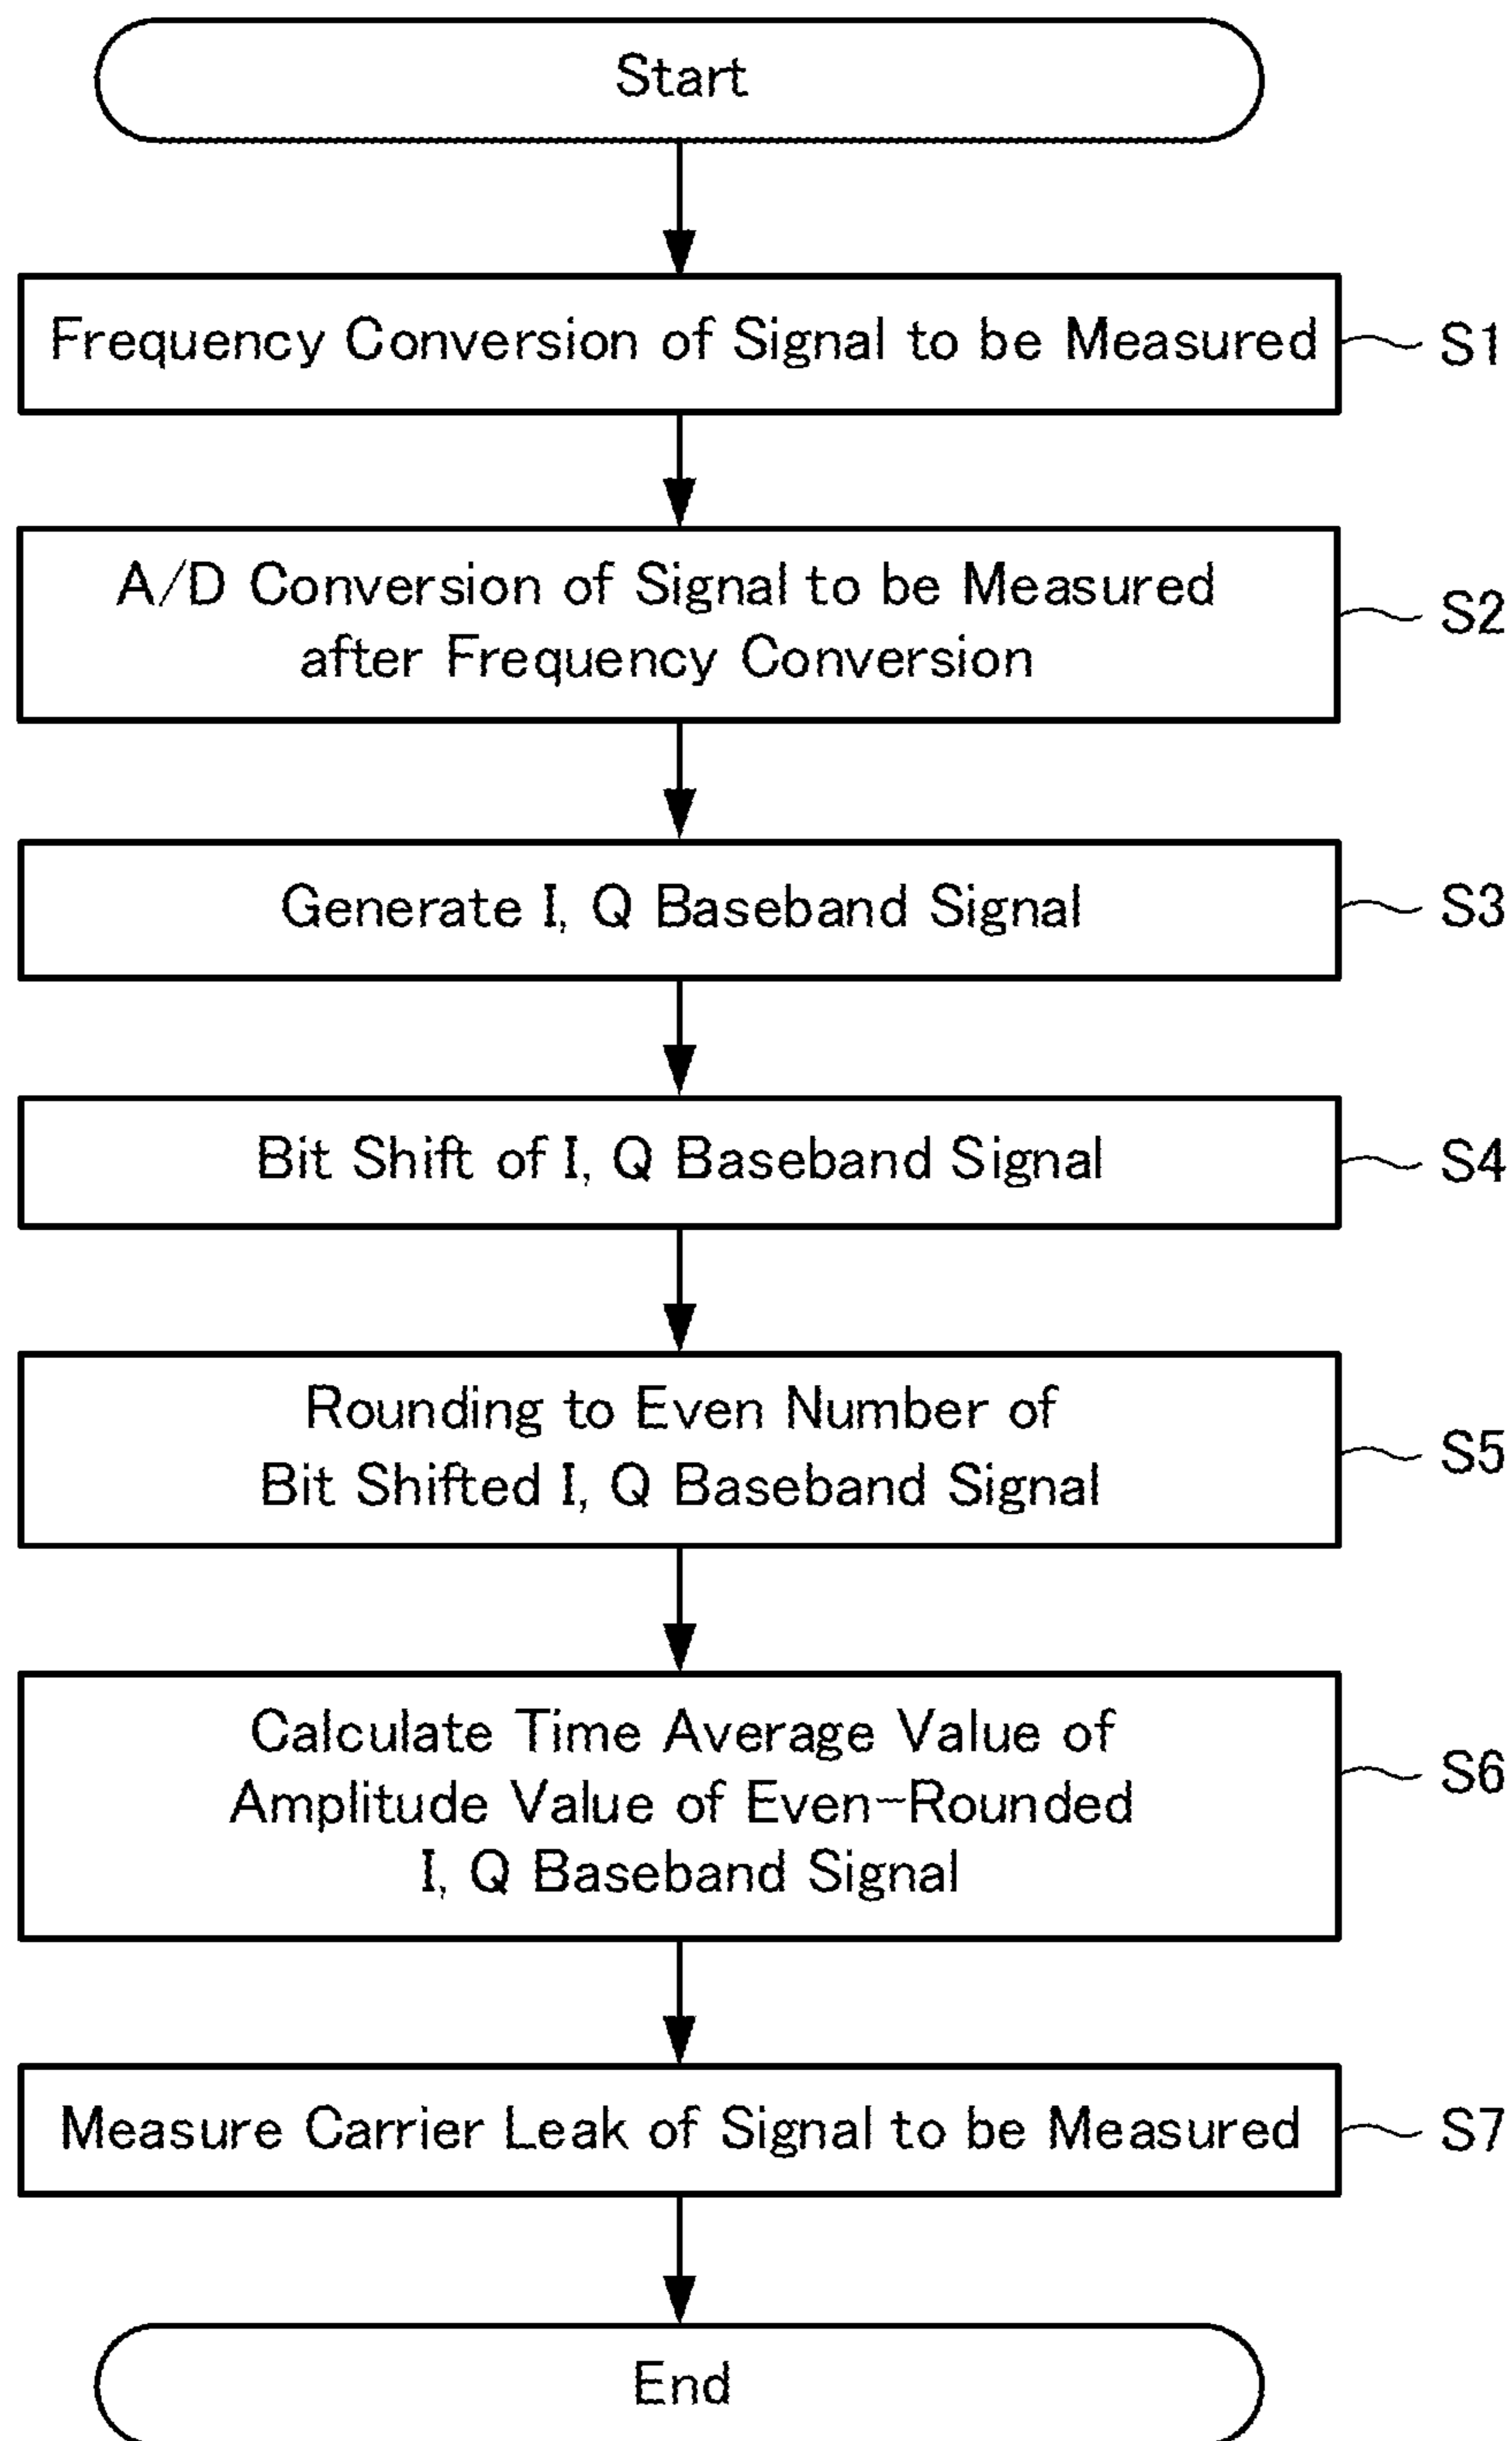 Start
Frequency Conversion of Signal to be Measured
S1
A/D Conversion of Signal to be Measured
after Frequency Conversion
S2
Generate I, Q Baseband Signal
S3
Bit Shift of I, Q Baseband Signal
S4
Rounding to Even Number of
Bit Shifted I, Q Baseband Signal
S5
Calculate Time Average Value of
Amplitude Value of Even-Rounded
I, Q Baseband Signal
S6
Measure Carrier Leak of Signal to be Measured
S7
End